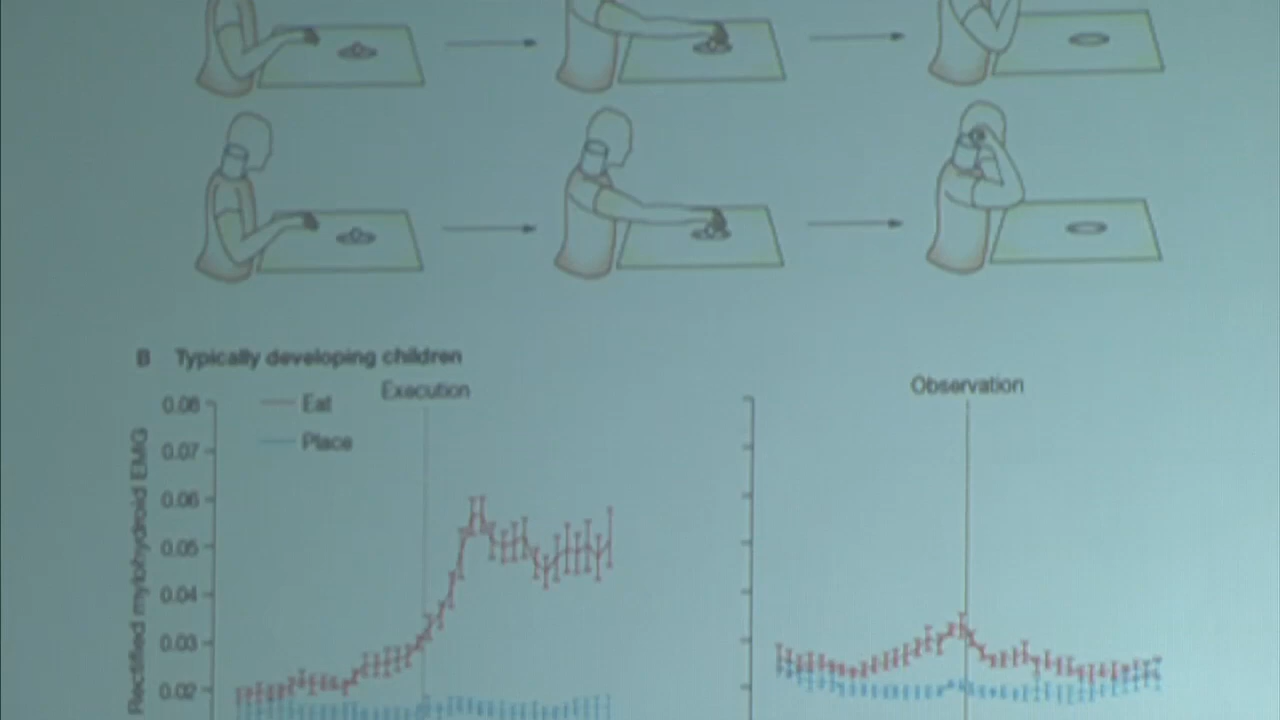 B Typically developing children
Execution
Observation
Eat
Place
Rectified mylohydroid EMG
0.08
0.07
0.06
0.05
0.04
0.03
0.02